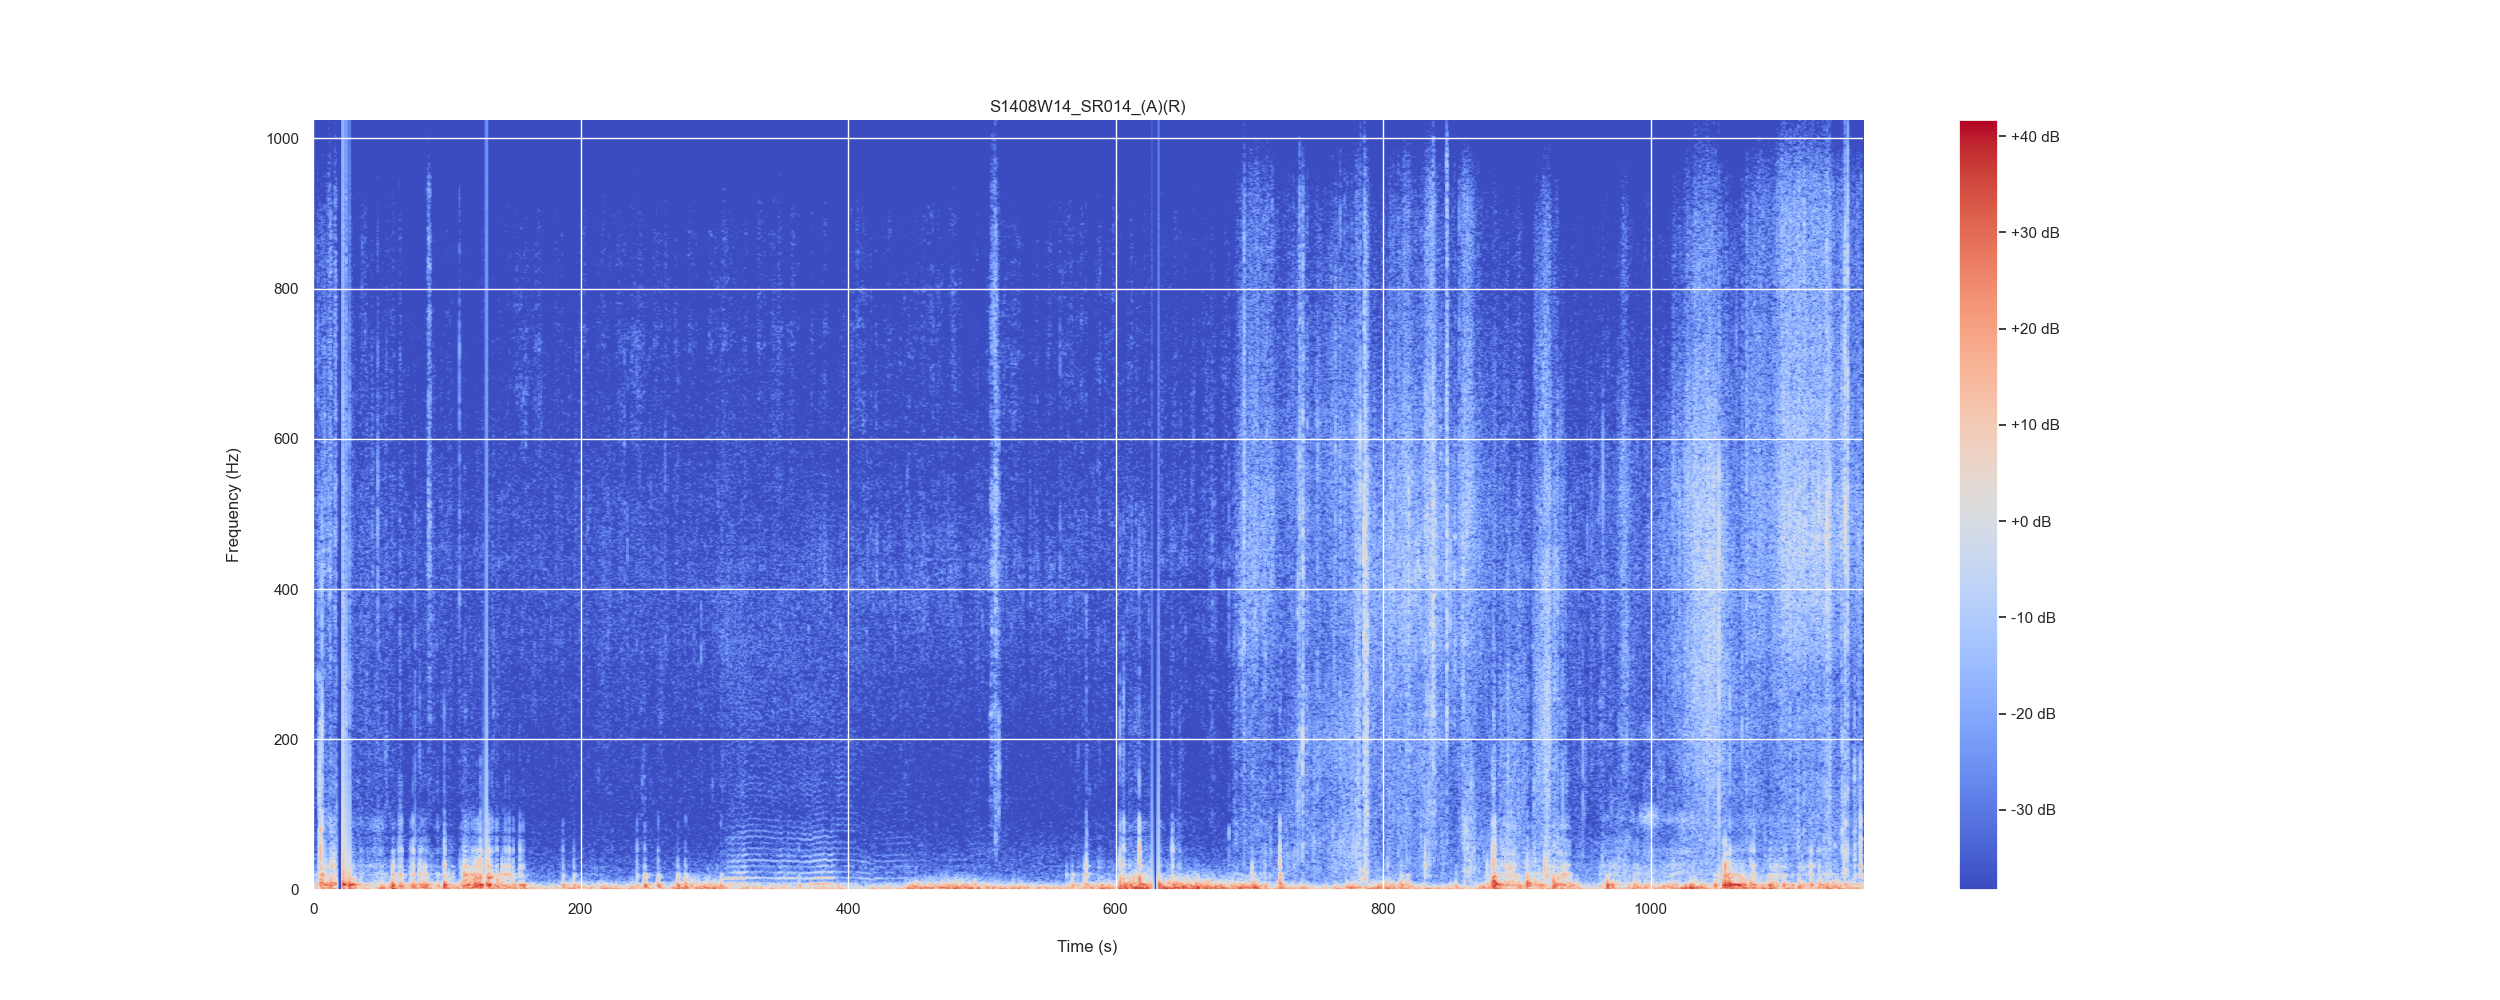 S1408W14_SR014_(A)(R)
1000
800
600
400
200
0
Frequency (Hz)
0 200 400 600 800 1000
Time (s)
+40 dB
+30 dB
+20 dB
+10 dB
+0 dB
-10 dB
-20 dB
-30 dB